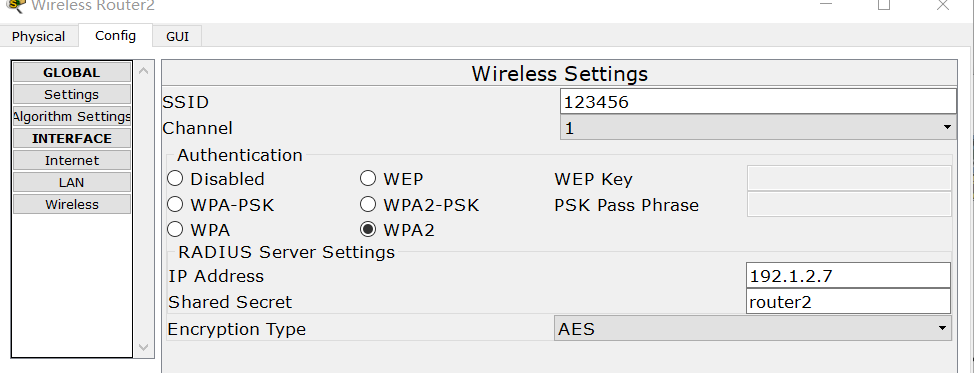 Wireless Router2
Physical Config GUI
GLOBAL
Settings
Algorithm Settings
INTERFACE
Internet
LAN
Wireless
Wireless Settings
SSID 123456
Channel 1
Authentication
Disabled WEP WEP Key
WPA-PSK WPA2-PSK PSK Pass Phrase
WPA WPA2
RADIUS Server Settings
IP Address 192.1.2.7
Shared Secret router2
Encryption Type AES